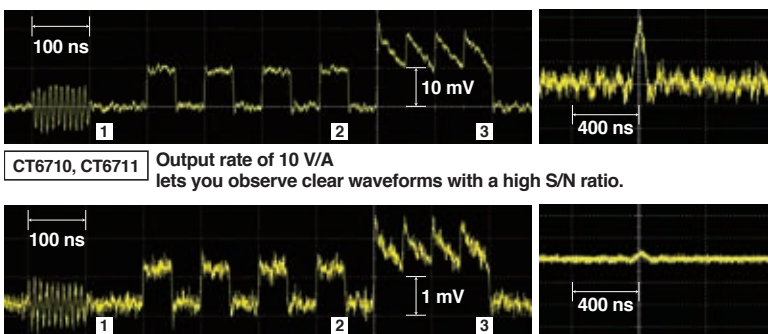 100 ns
10 mV
400 ns
1
2
3
CT6710, CT6711
Output rate of 10 V/A
lets you observe clear waveforms with a high S/N ratio.
100 ns
1 mV
400 ns
1
2
3